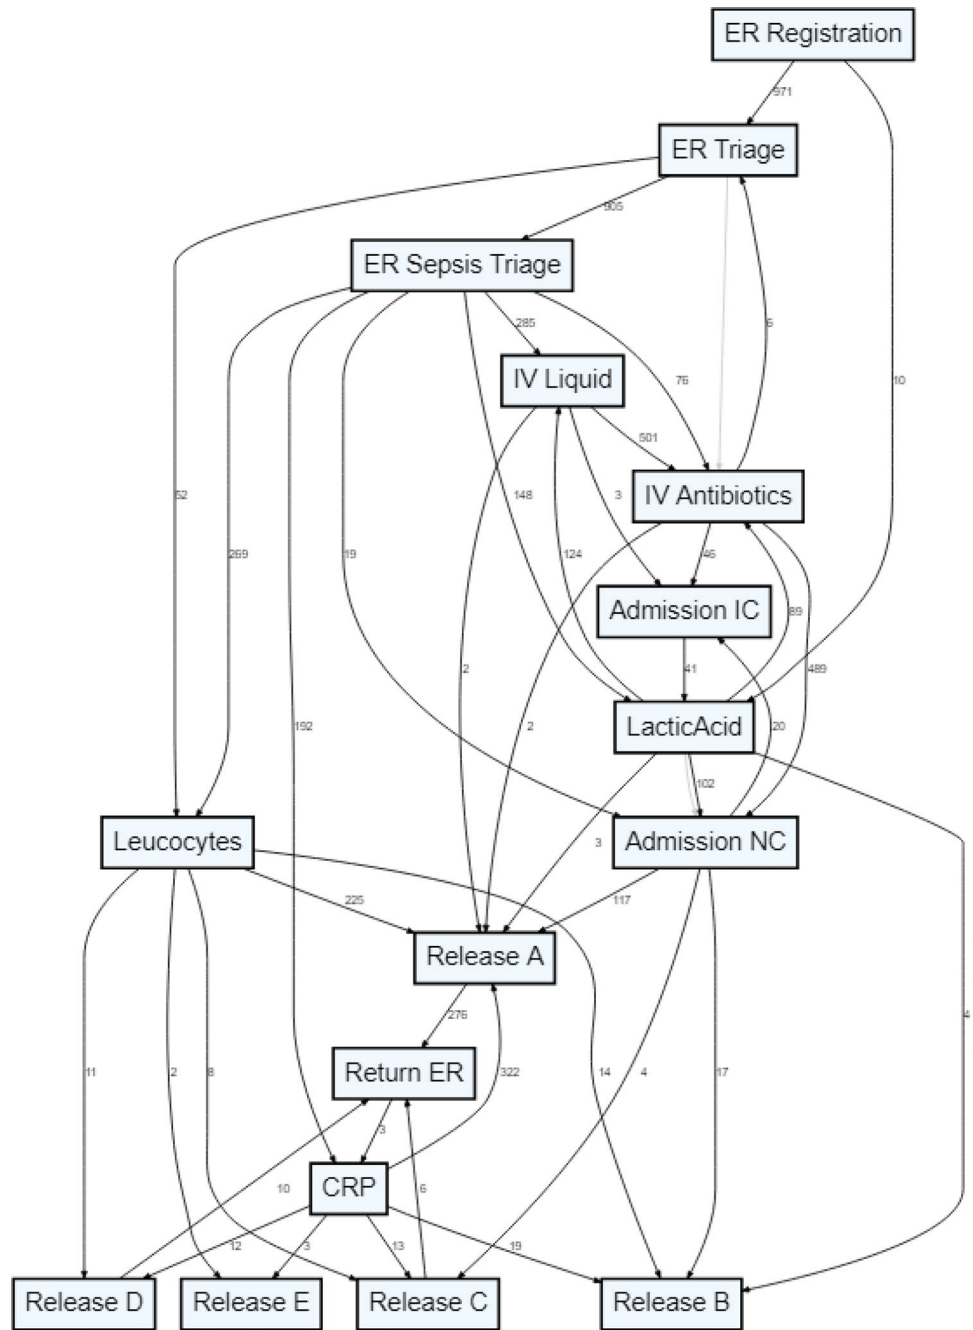 ER Registration
971
ER Triage
905
ER Sepsis Triage
285
6
IV Liquid
76
10
501
IV Antibiotics
52
148
3
269
19
124
46
Admission IC
89
2
41
489
LacticAcid
192
2
20
102
Leucocytes
3
Admission NC
225
117
Release A
276
4
Return ER
11
2
8
322
14
4
17
3
CRP
10
6
12
3
13
19
Release D
Release E
Release C
Release B